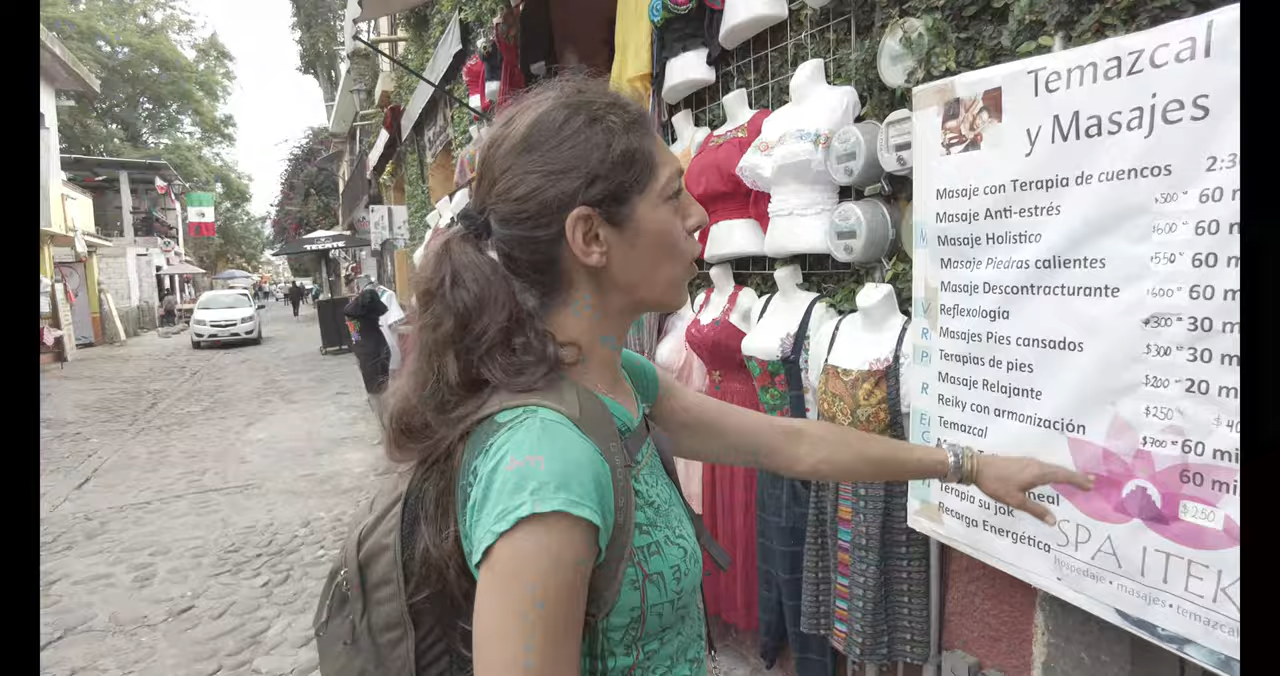 TECATE
Temazcal
y Masajes
Masaje con Terapia de cuencos
Masaje Anti-estrés $500 60
Masaje Holistico $600 60
Masaje Piedras calientes $550 60
Masaje Descontracturante $600 60
Reflexología $300 30
Masajes Pies cansados $300 30
Terapias de pies $200 20
Masaje Relajante $250
Reiky con armonización $700 60
Temazcal 60
Terapia su jok $250
Recarga Energética
SPA ITEK
hospedaje • masajes • temazcal